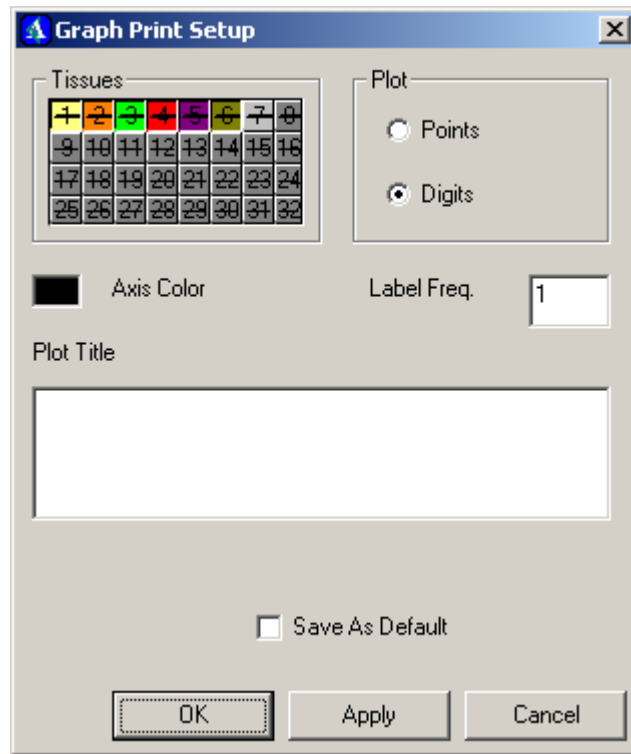 Graph Print Setup
Tissues
1 2 3 4 5 6 7 8
9 10 11 12 13 14 15 16
17 18 19 20 21 22 23 24
25 26 27 28 29 30 31 32
Plot
Points
Digits
Axis Color
Label Freq.
1
Plot Title
Save As Default
OK
Apply
Cancel